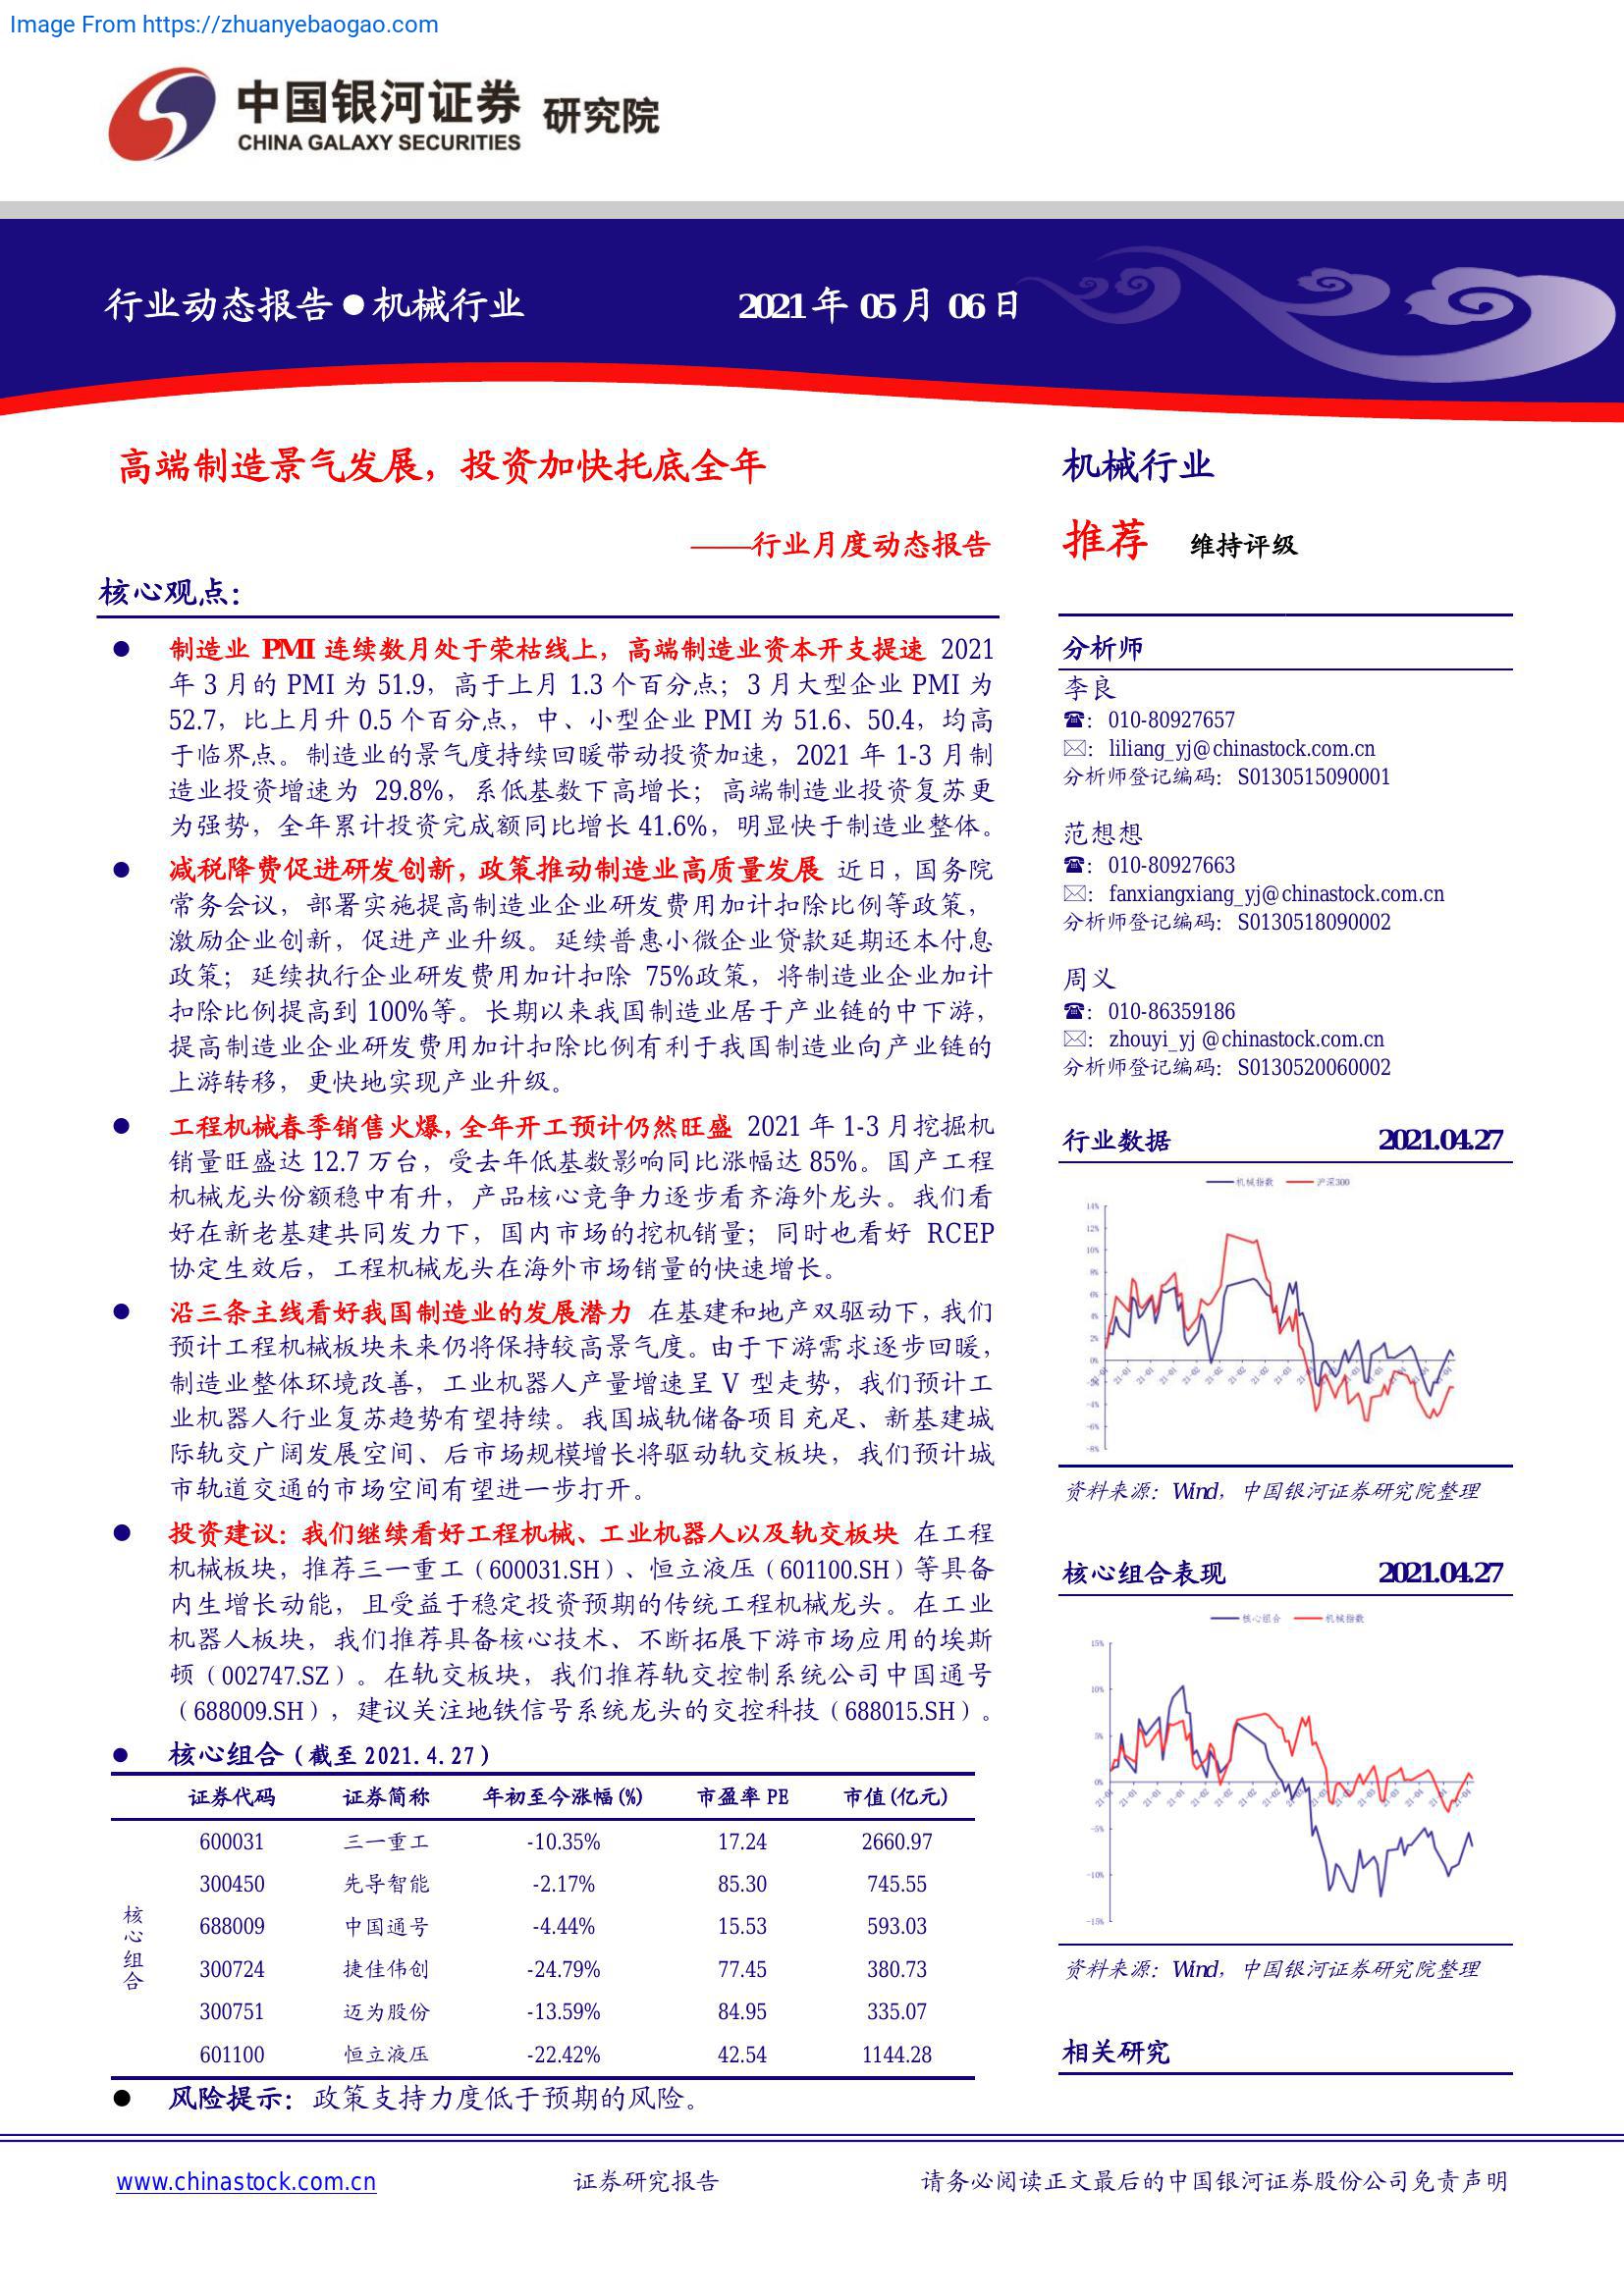 Image From https://zhuanyebaogao.com
中国银河证券 研究院
CHINA GALAXY SECURITIES
行业动态报告●机械行业 2021年05月06日
高端制造景气发展，投资加快托底全年
——行业月度动态报告
核心观点：
● 制造业 PMI 连续数月处于荣枯线上，高端制造业资本开支提速 2021
年 3 月的 PMI 为 51.9，高于上月 1.3 个百分点；3 月大型企业 PMI 为
52.7，比上月升 0.5 个百分点，中、小型企业 PMI 为 51.6、50.4，均高
于临界点。制造业的景气度持续回暖带动投资加速，2021 年 1-3 月制
造业投资增速为 29.8%，系低基数下高增长；高端制造业投资复苏更
为强势，全年累计投资完成额同比增长 41.6%，明显快于制造业整体。
● 减税降费促进研发创新，政策推动制造业高质量发展 近日，国务院
常务会议，部署实施提高制造业企业研发费用加计扣除比例等政策，
激励企业创新，促进产业升级。延续普惠小微企业贷款延期还本付息
政策；延续执行企业研发费用加计扣除 75%政策，将制造业企业加计
扣除比例提高到 100%等。长期以来我国制造业居于产业链的中下游，
提高制造业企业研发费用加计扣除比例有利于我国制造业向产业链的
上游转移，更快地实现产业升级。
● 工程机械春季销售火爆，全年开工预计仍然旺盛 2021 年 1-3 月挖掘机
销量旺盛达 12.7 万台，受去年低基数影响同比涨幅达 85%。国产工程
机械龙头份额稳中有升，产品核心竞争力逐步看齐海外龙头。我们看
好在新老基建共同发力下，国内市场的挖机销量；同时也看好 RCEP
协定生效后，工程机械龙头在海外市场销量的快速增长。
● 沿三条主线看好我国制造业的发展潜力 在基建和地产双驱动下，我们
预计工程机械板块未来仍将保持较高景气度。由于下游需求逐步回暖，
制造业整体环境改善，工业机器人产量增速呈 V 型走势，我们预计工
业机器人行业复苏趋势有望持续。我国城轨储备项目充足、新基建城
际轨交广阔发展空间、后市场规模增长将驱动轨交板块，我们预计城
市轨道交通的市场空间有望进一步打开。
● 投资建议：我们继续看好工程机械、工业机器人以及轨交板块 在工程
机械板块，推荐三一重工（600031.SH）、恒立液压（601100.SH）等具备
内生增长动能，且受益于稳定投资预期的传统工程机械龙头。在工业
机器人板块，我们推荐具备核心技术、不断拓展下游市场应用的埃斯
顿（002747.SZ）。在轨交板块，我们推荐轨交控制系统公司中国通号
（688009.SH），建议关注地铁信号系统龙头的交控科技（688015.SH）。
● 核心组合（截至 2021.4.27）
证券代码 证券简称 年初至今涨幅(%) 市盈率 PE 市值(亿元)
核心组合
600031 三一重工 -10.35% 17.24 2660.97
300450 先导智能 -2.17% 85.30 745.55
688009 中国通号 -4.44% 15.53 593.03
300724 捷佳伟创 -24.79% 77.45 380.73
300751 迈为股份 -13.59% 84.95 335.07
601100 恒立液压 -22.42% 42.54 1144.28
● 风险提示：政策支持力度低于预期的风险。
机械行业
推荐 维持评级
分析师
李良
☎：010-80927657
✉：liliang_yj@chinastock.com.cn
分析师登记编码：S0130515090001
范想想
☎：010-80927663
✉：fanxiangxiang_yj@chinastock.com.cn
分析师登记编码：S0130518090002
周义
☎：010-86359186
✉：zhouyi_yj @chinastock.com.cn
分析师登记编码：S0130520060002
行业数据 2021.04.27
机械指数 沪深300
14%
12%
10%
8%
6%
4%
2%
0%
-2%
-4%
-6%
-8%
资料来源：Wind，中国银河证券研究院整理
核心组合表现 2021.04.27
核心组合 机械指数
15%
10%
5%
0%
-5%
-10%
-15%
资料来源：Wind，中国银河证券研究院整理
相关研究
www.chinastock.com.cn 证券研究报告 请务必阅读正文最后的中国银河证券股份公司免责声明